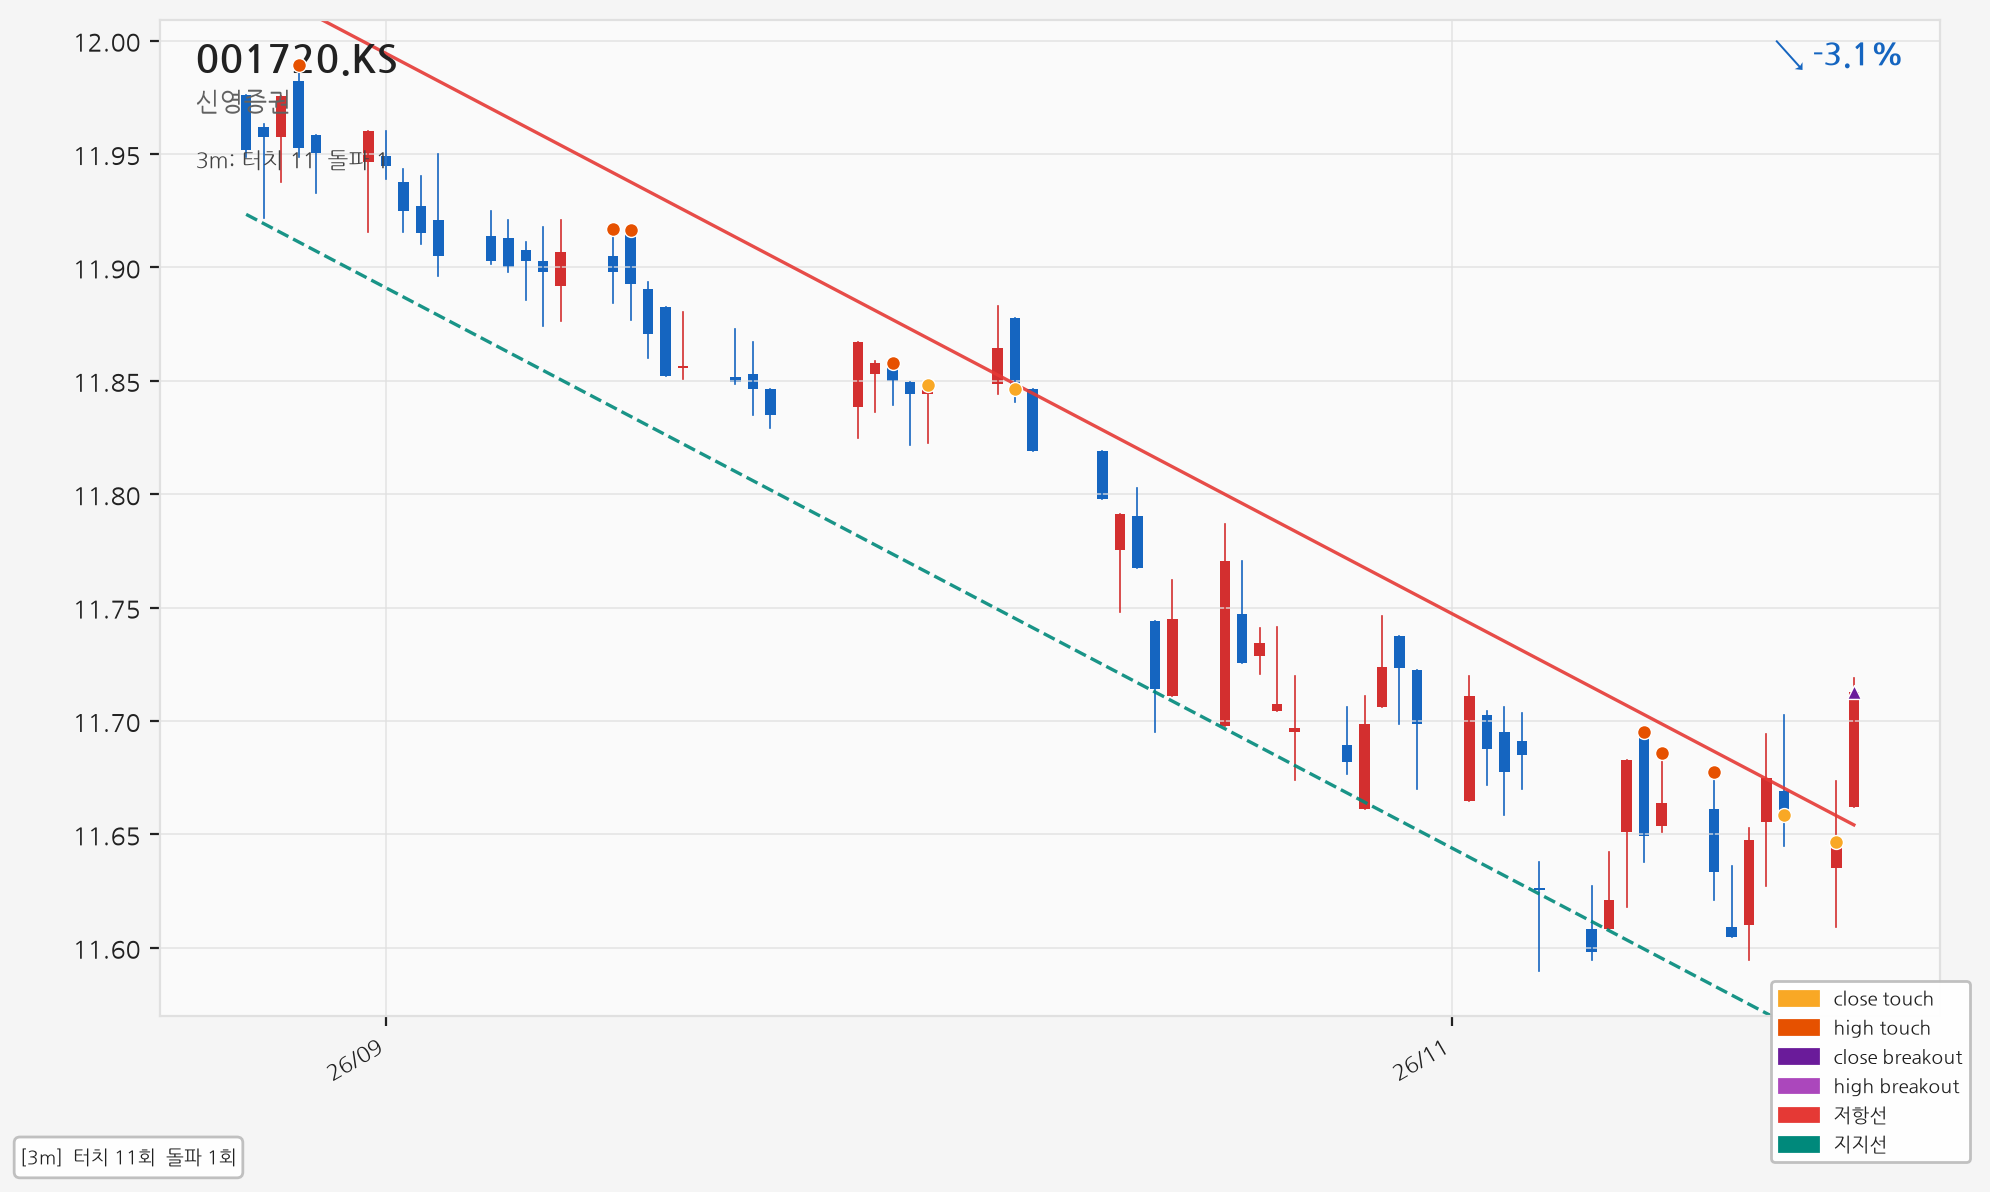 001720.KS
신영증권
3m: 터치 11 돌파 1
-3.1%
12.00
11.95
11.90
11.85
11.80
11.75
11.70
11.65
11.60
26/09
26/11
close touch
high touch
close breakout
high breakout
저항선
지지선
[3m] 터치 11회 돌파 1회